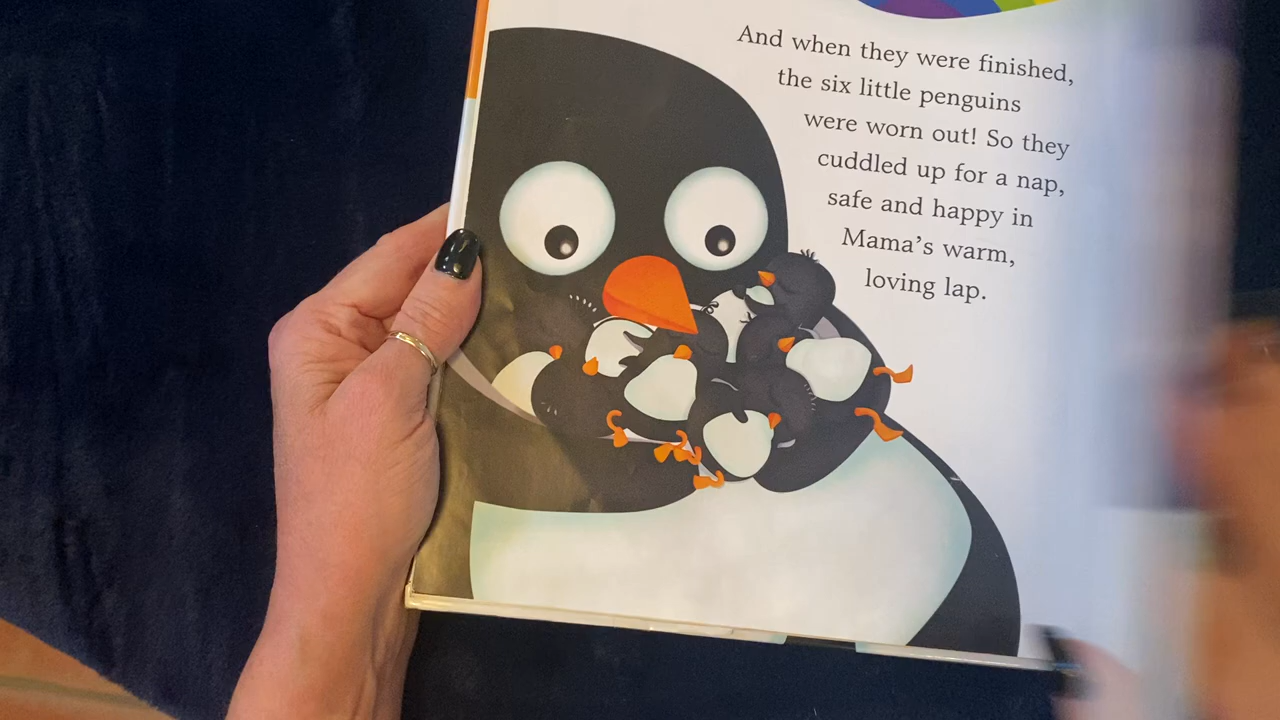 And when they were finished,
the six little penguins
were worn out! So they
cuddled up for a nap,
safe and happy in
Mama's warm,
loving lap.